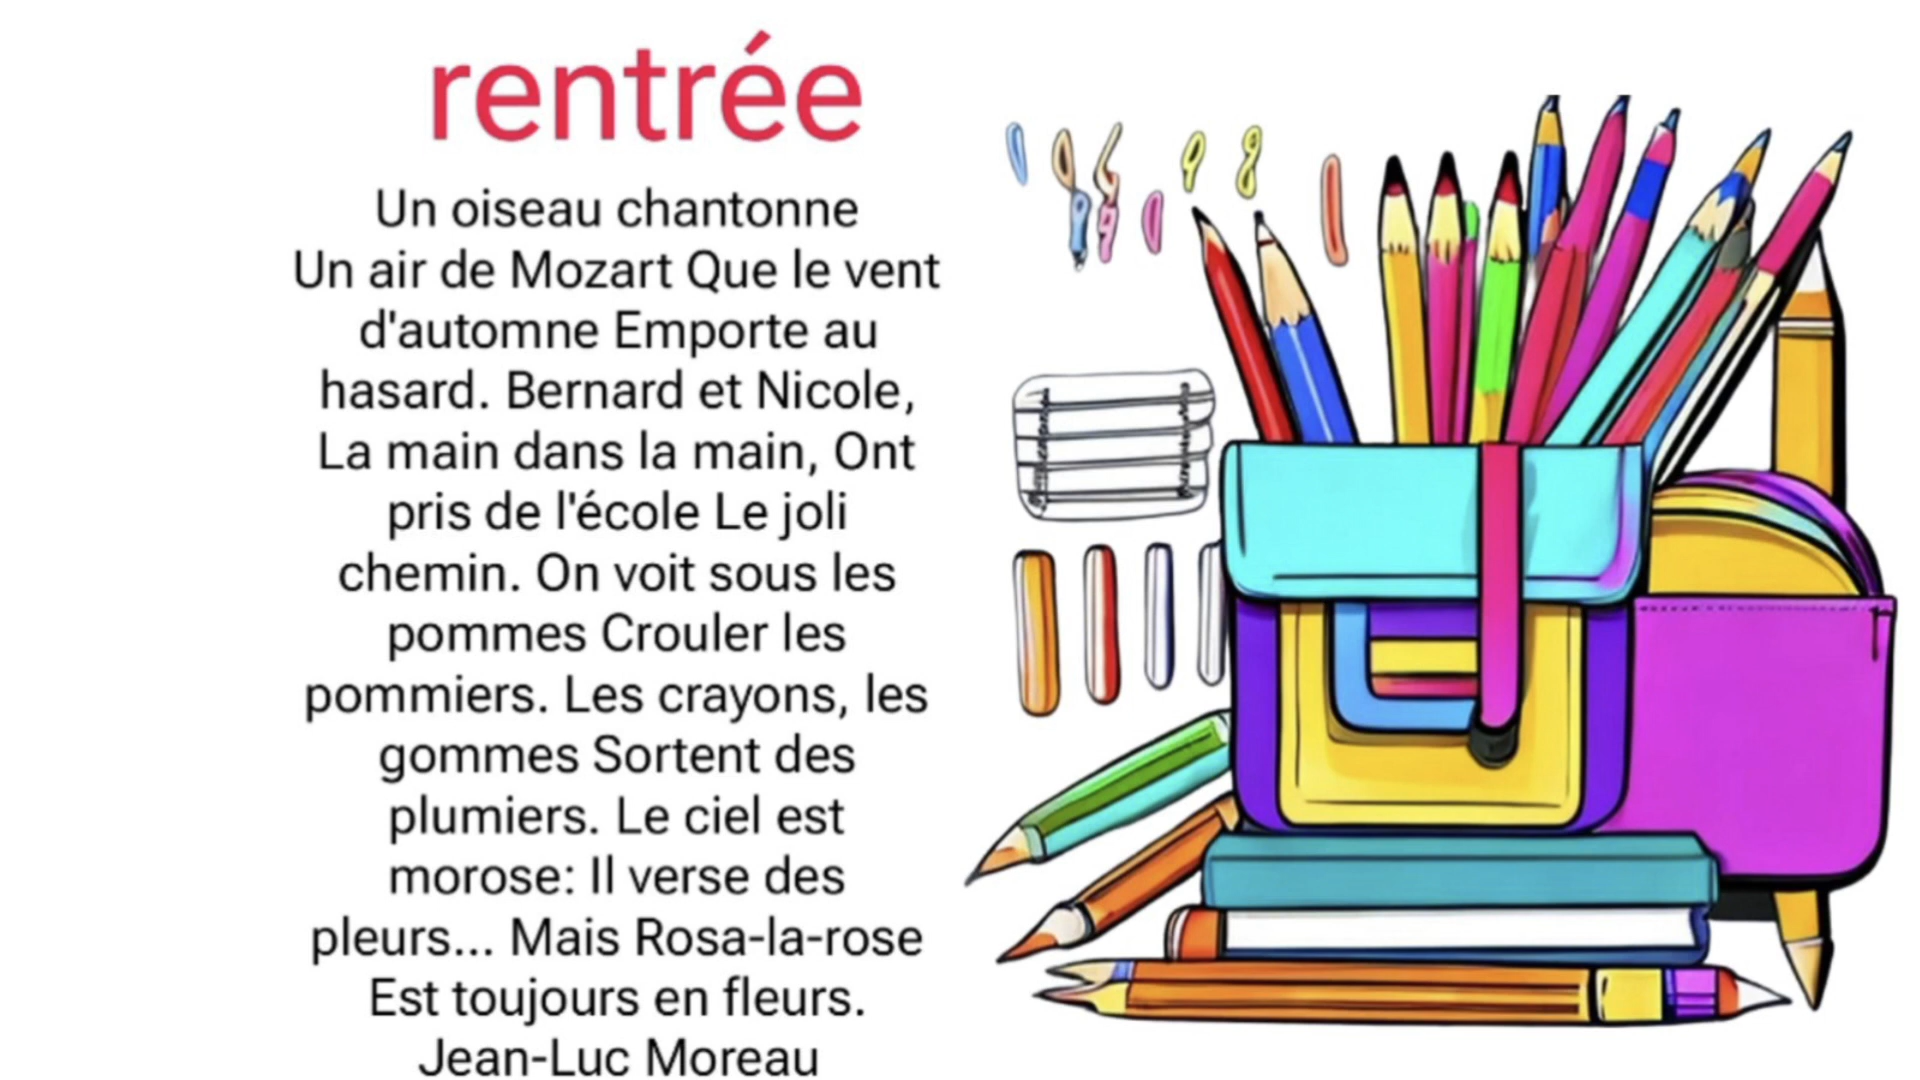 rentrée
Un oiseau chantonne
Un air de Mozart Que le vent
d'automne Emporte au
hasard. Bernard et Nicole,
La main dans la main, Ont
pris de l'école Le joli
chemin. On voit sous les
pommes Crouler les
pommiers. Les crayons, les
gommes Sortent des
plumiers. Le ciel est
morose: Il verse des
pleurs... Mais Rosa-la-rose
Est toujours en fleurs.
Jean-Luc Moreau